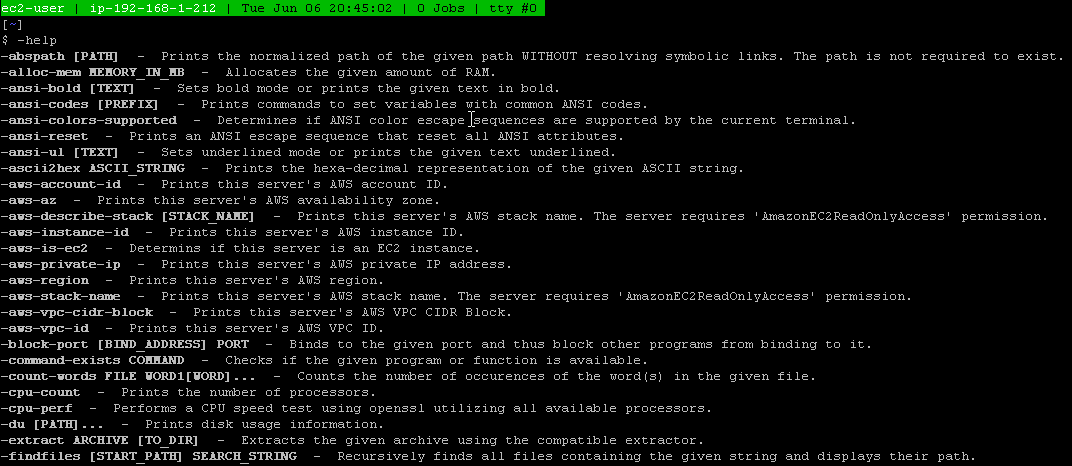 ec2-user | ip-192-168-1-212 | Tue Jun 06 20:45:02 | 0 Jobs | tty #0
[~]
$ -help
-abspath [PATH]  -  Prints the normalized path of the given path WITHOUT resolving symbolic links. The path is not required to exist.
-alloc-mem MEMORY_IN_MB  -  Allocates the given amount of RAM.
-ansi-bold [TEXT]  -  Sets bold mode or prints the given text in bold.
-ansi-codes [PREFIX]  -  Prints commands to set variables with common ANSI codes.
-ansi-colors-supported  -  Determines if ANSI color escape sequences are supported by the current terminal.
-ansi-reset  -  Prints an ANSI escape sequence that reset all ANSI attributes.
-ansi-ul [TEXT]  -  Sets underlined mode or prints the given text underlined.
-ascii2hex ASCII_STRING  -  Prints the hexa-decimal representation of the given ASCII string.
-aws-account-id  -  Prints this server's AWS account ID.
-aws-az  -  Prints this server's AWS availability zone.
-aws-describe-stack [STACK_NAME]  -  Prints this server's AWS stack name. The server requires 'AmazonEC2ReadOnlyAccess' permission.
-aws-instance-id  -  Prints this server's AWS instance ID.
-aws-is-ec2  -  Determins if this server is an EC2 instance.
-aws-private-ip  -  Prints this server's AWS private IP address.
-aws-region  -  Prints this server's AWS region.
-aws-stack-name  -  Prints this server's AWS stack name. The server requires 'AmazonEC2ReadOnlyAccess' permission.
-aws-vpc-cidr-block  -  Prints this server's AWS VPC CIDR Block.
-aws-vpc-id  -  Prints this server's AWS VPC ID.
-block-port [BIND_ADDRESS] PORT  -  Binds to the given port and thus block other programs from binding to it.
-command-exists COMMAND  -  Checks if the given program or function is available.
-count-words FILE WORD1[WORD]...  -  Counts the number of occurences of the word(s) in the given file.
-cpu-count  -  Prints the number of processors.
-cpu-perf  -  Performs a CPU speed test using openssl utilizing all available processors.
-du [PATH]...  -  Prints disk usage information.
-extract ARCHIVE [TO_DIR]  -  Extracts the given archive using the compatible extractor.
-findfiles [START_PATH] SEARCH_STRING  -  Recursively finds all files containing the given string and displays their path.